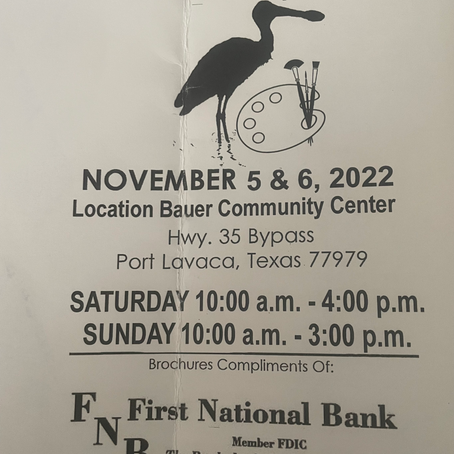 NOVEMBER 5 & 6, 2022
Location Bauer Community Center
Hwy. 35 Bypass
Port Lavaca, Texas 77979
SATURDAY 10:00 a.m. - 4:00 p.m.
SUNDAY 10:00 a.m. - 3:00 p.m.
Brochures Compliments Of:
FNB First National Bank
Member FDIC